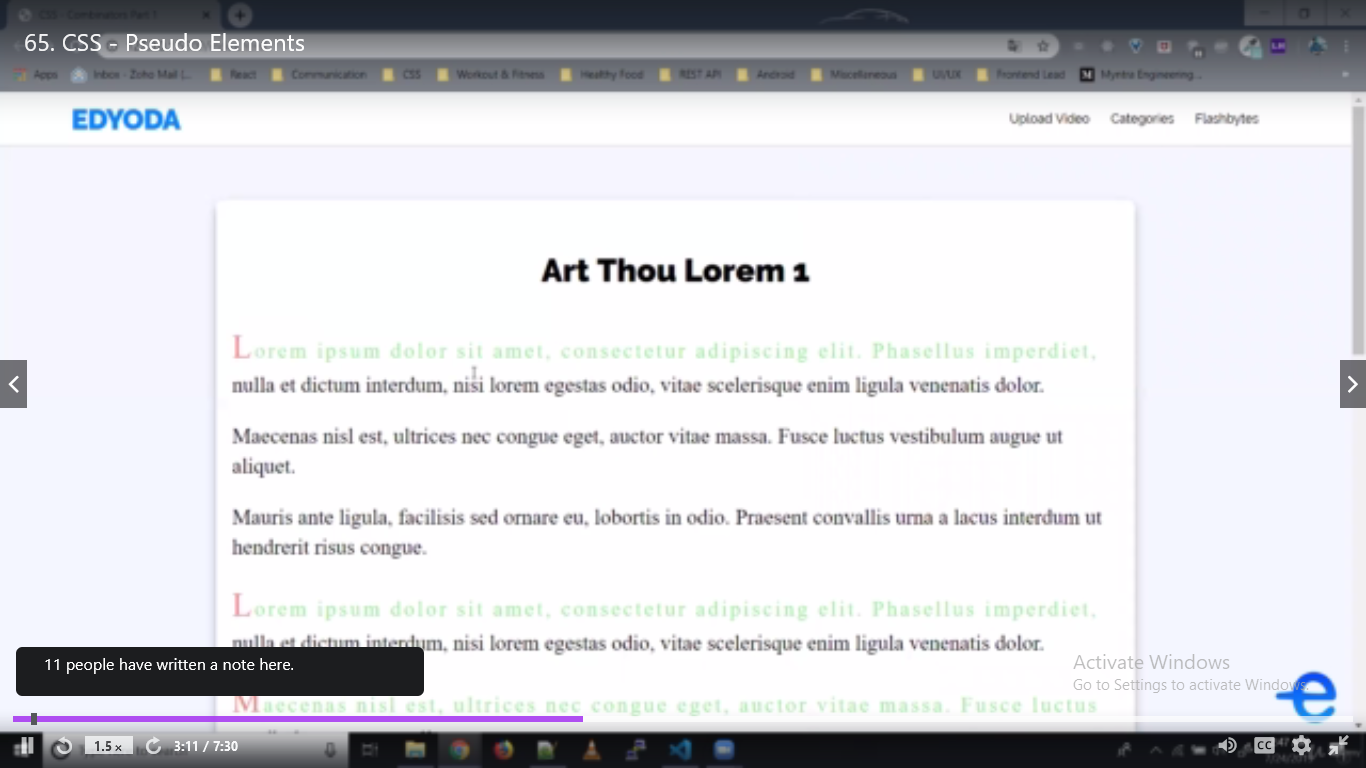 CSS - Combinators Part 1
65. CSS - Pseudo Elements
Apps Inbox - Zoho Mail (... React Communication CSS Workout & Fitness Healthy Food REST API Android Miscelleneous UI/UX Frontend Lead M Myntra Engineering...
EDYODA
Upload Video Categories Flashbytes
Art Thou Lorem 1
Lorem ipsum dolor sit amet, consectetur adipiscing elit. Phasellus imperdiet,
nulla et dictum interdum, nisi lorem egestas odio, vitae scelerisque enim ligula venenatis dolor.
Maecenas nisl est, ultrices nec congue eget, auctor vitae massa. Fusce luctus vestibulum augue ut
aliquet.
Mauris ante ligula, facilisis sed ornare eu, lobortis in odio. Praesent convallis urna a lacus interdum ut
hendrerit risus congue.
Lorem ipsum dolor sit amet, consectetur adipiscing elit. Phasellus imperdiet,
nulla et dictum interdum, nisi lorem egestas odio, vitae scelerisque enim ligula venenatis dolor.
11 people have written a note here.
Activate Windows
Go to Settings to activate Windows.
Maecenas nisl est, ultrices nec congue eget, auctor vitae massa. Fusce luctus
1.5 x
3:11 / 7:30
CC